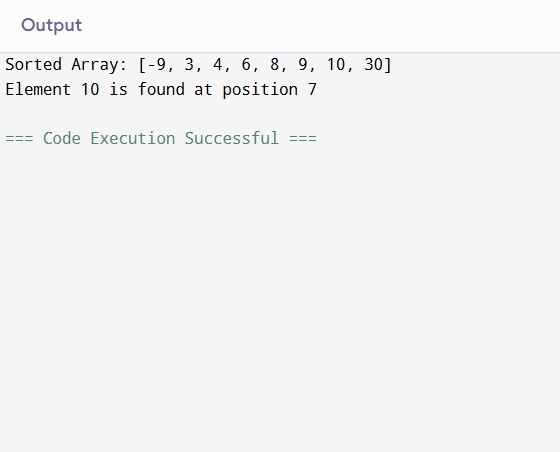 Output
Sorted Array: [-9, 3, 4, 6, 8, 9, 10, 30]
Element 10 is found at position 7
=== Code Execution Successful ===